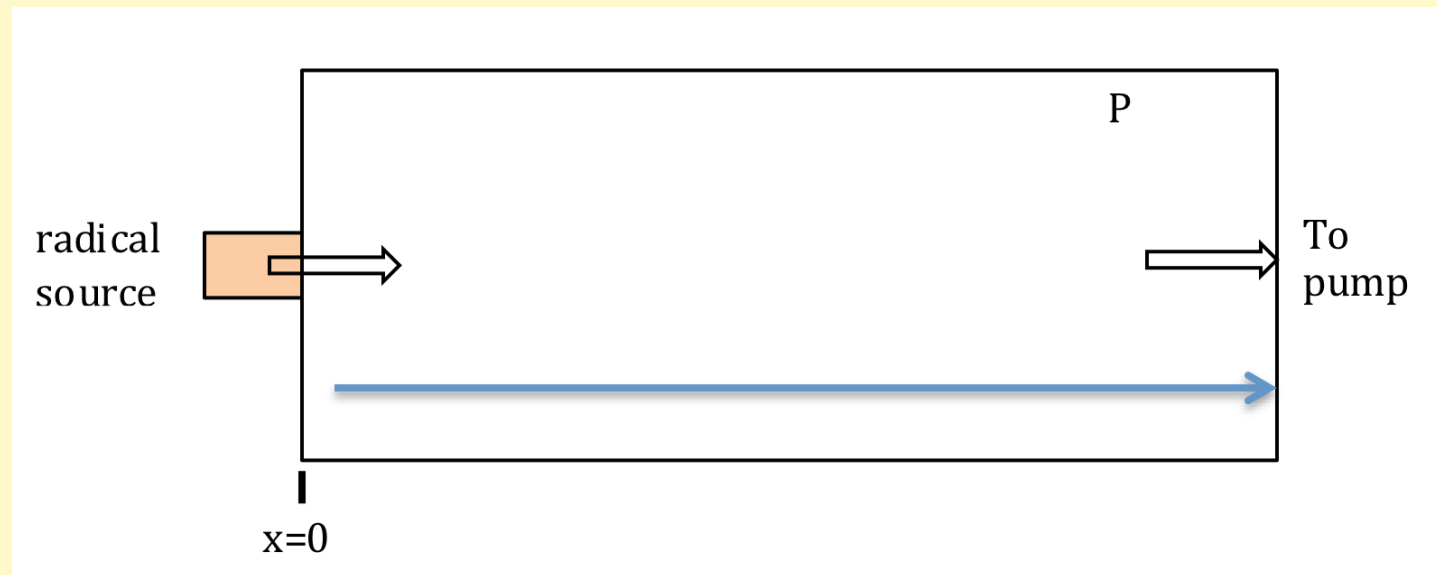 P
radical
source
To
pump
x=0